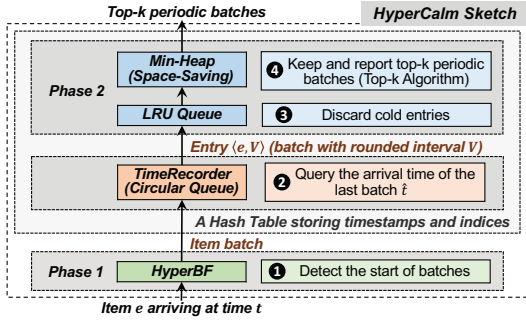 Top-k periodic batches
HyperCalm Sketch
Phase 2
Min-Heap
(Space-Saving)
❹ Keep and report top-k periodic
batches (Top-k Algorithm)
LRU Queue
❸ Discard cold entries
Entry ⟨e,V⟩ (batch with rounded interval V)
TimeRecorder
(Circular Queue)
❷ Query the arrival time of the
last batch t̂
A Hash Table storing timestamps and indices
Item batch
Phase 1
HyperBF
❶ Detect the start of batches
Item e arriving at time t